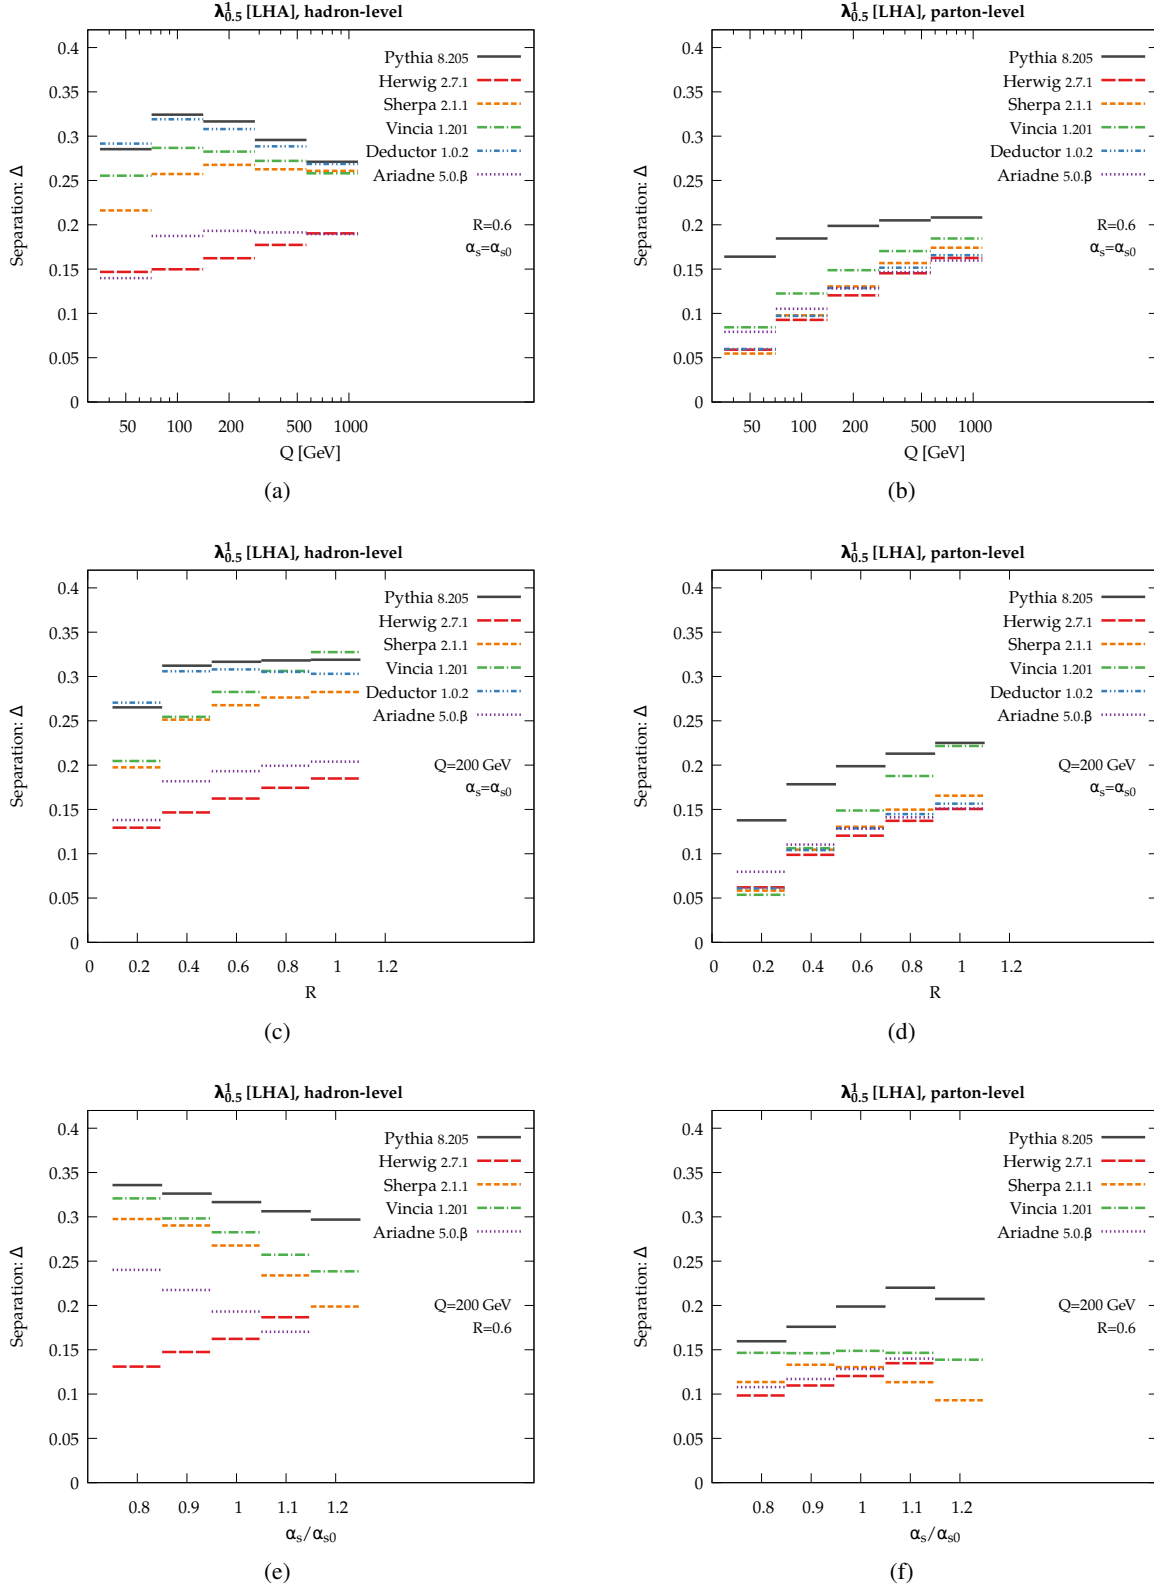 λ¹₀.₅ [LHA], hadron-level
Separation: Δ
0.4
0.35
0.3
0.25
0.2
0.15
0.1
0.05
0
Pythia 8.205
Herwig 2.7.1
Sherpa 2.1.1
Vincia 1.201
Deductor 1.0.2
Ariadne 5.0.β
R=0.6
αs=αs0
50 100 200 500 1000
Q [GeV]
(a)
λ¹₀.₅ [LHA], parton-level
Separation: Δ
0.4
0.35
0.3
0.25
0.2
0.15
0.1
0.05
0
Pythia 8.205
Herwig 2.7.1
Sherpa 2.1.1
Vincia 1.201
Deductor 1.0.2
Ariadne 5.0.β
R=0.6
αs=αs0
50 100 200 500 1000
Q [GeV]
(b)
λ¹₀.₅ [LHA], hadron-level
Separation: Δ
0.4
0.35
0.3
0.25
0.2
0.15
0.1
0.05
0
Pythia 8.205
Herwig 2.7.1
Sherpa 2.1.1
Vincia 1.201
Deductor 1.0.2
Ariadne 5.0.β
Q=200 GeV
αs=αs0
0 0.2 0.4 0.6 0.8 1 1.2
R
(c)
λ¹₀.₅ [LHA], parton-level
Separation: Δ
0.4
0.35
0.3
0.25
0.2
0.15
0.1
0.05
0
Pythia 8.205
Herwig 2.7.1
Sherpa 2.1.1
Vincia 1.201
Deductor 1.0.2
Ariadne 5.0.β
Q=200 GeV
αs=αs0
0 0.2 0.4 0.6 0.8 1 1.2
R
(d)
λ¹₀.₅ [LHA], hadron-level
Separation: Δ
0.4
0.35
0.3
0.25
0.2
0.15
0.1
0.05
0
Pythia 8.205
Herwig 2.7.1
Sherpa 2.1.1
Vincia 1.201
Ariadne 5.0.β
Q=200 GeV
R=0.6
0.8 0.9 1 1.1 1.2
αs/αs0
(e)
λ¹₀.₅ [LHA], parton-level
Separation: Δ
0.4
0.35
0.3
0.25
0.2
0.15
0.1
0.05
0
Pythia 8.205
Herwig 2.7.1
Sherpa 2.1.1
Vincia 1.201
Ariadne 5.0.β
Q=200 GeV
R=0.6
0.8 0.9 1 1.1 1.2
αs/αs0
(f)